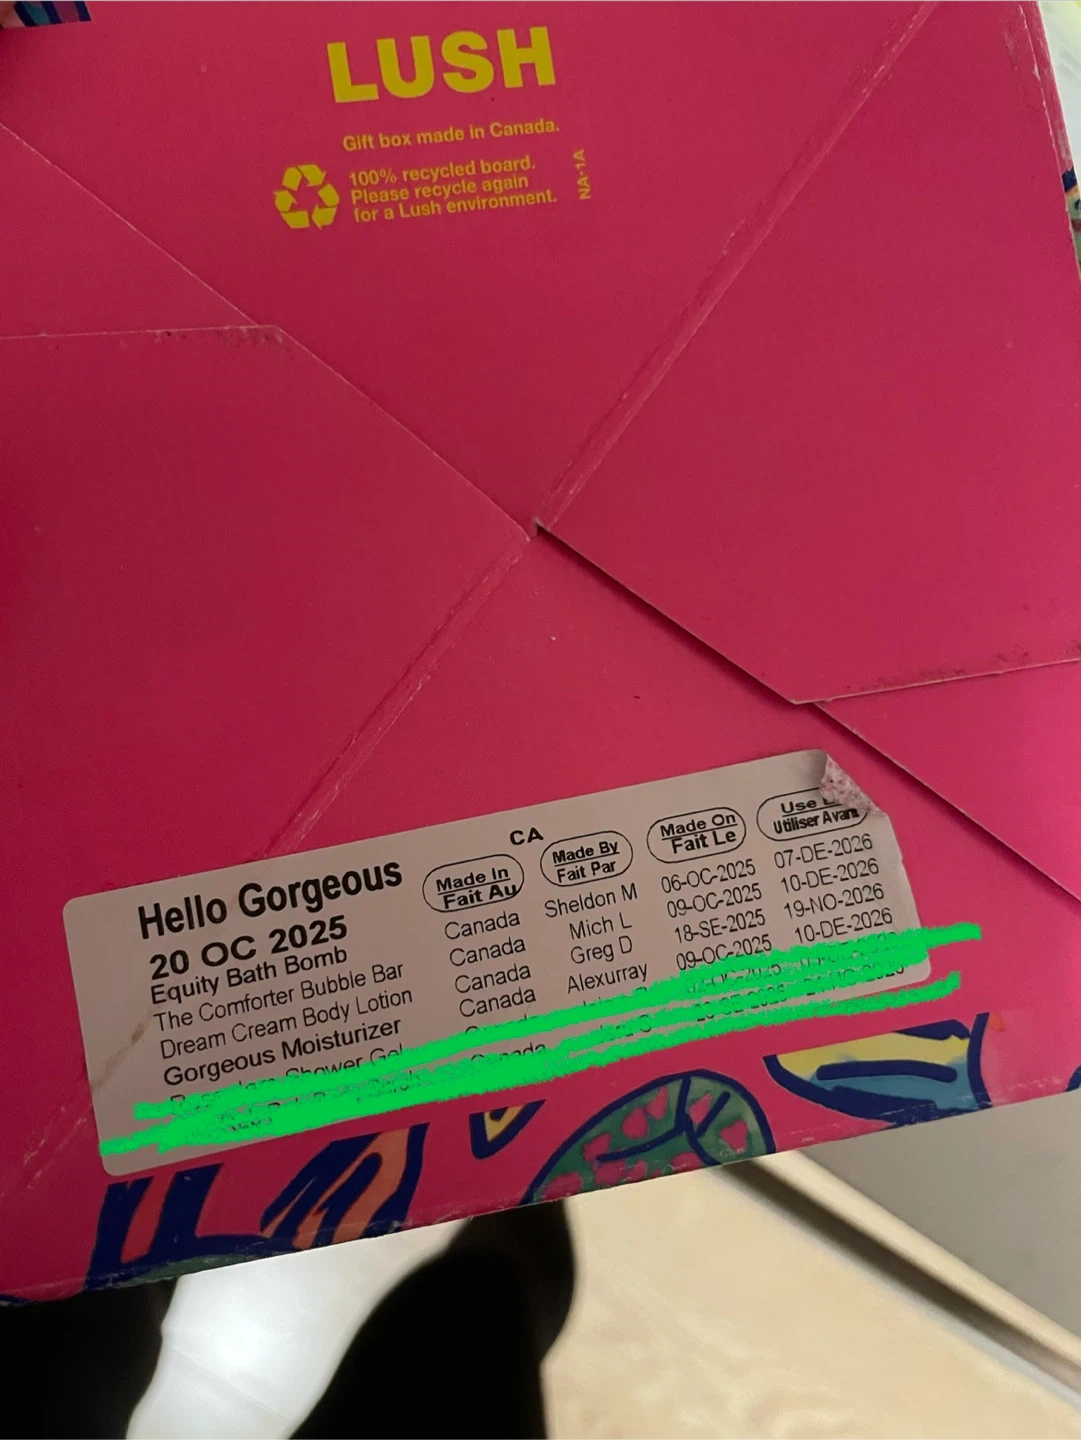 LUSH
Gift box made in Canada.
100% recycled board.
Please recycle again
for a Lush environment.
NA-1A
CA
Made In Fait Au
Made By Fait Par
Made On Fait Le
Use Utiliser Avant
Hello Gorgeous
20 OC 2025
Equity Bath Bomb Canada Sheldon M 06-OC-2025 07-DE-2026
The Comforter Bubble Bar Canada Mich L 09-OC-2025 10-DE-2026
Dream Cream Body Lotion Canada Greg D 18-SE-2025 19-NO-2026
Gorgeous Moisturizer Canada Alexurray 09-OC-2025 10-DE-2026
Shower Gel
Canada